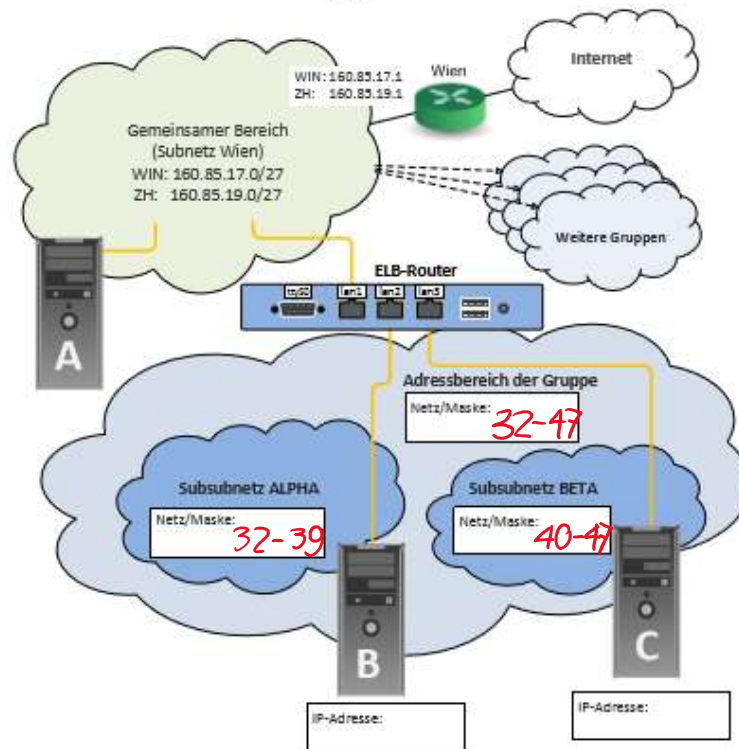 Internet
Wien
WIN: 160.85.17.1
ZH: 160.85.19.1
Gemeinsamer Bereich
(Subnetz Wien)
WIN: 160.85.17.0/27
ZH: 160.85.19.0/27
Weitere Gruppen
ELB-Router
ttyS0
lan1
lan2
lan3
A
Adressbereich der Gruppe
Netz/Maske:
32-47
Subsubnetz ALPHA
Netz/Maske:
32-39
Subsubnetz BETA
Netz/Maske:
40-47
B
C
IP-Adresse:
IP-Adresse: